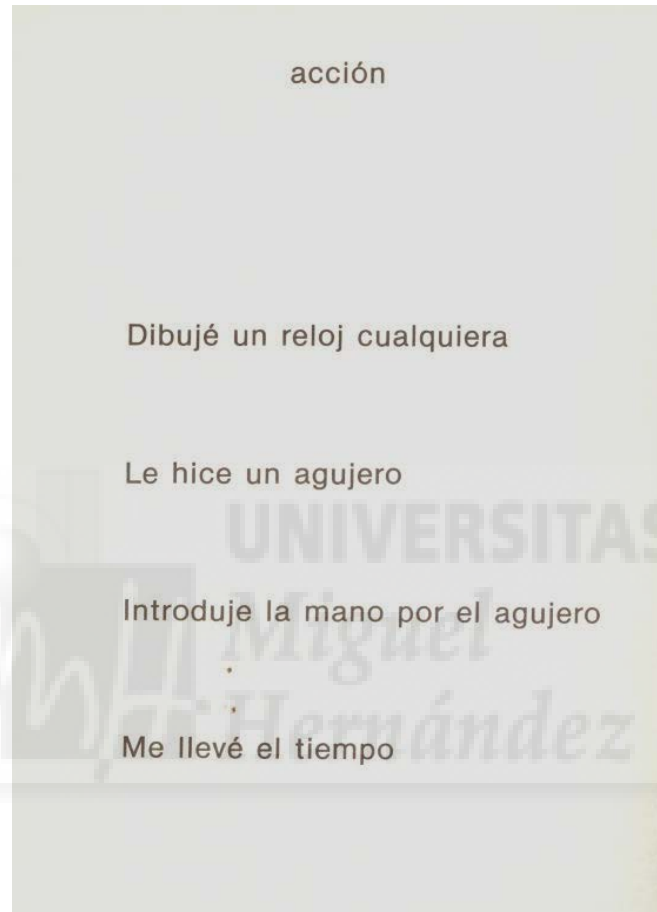 acción
Dibujé un reloj cualquiera
Le hice un agujero
UNIVERSITAS
Introduje la mano por el agujero
Miguel
Hernández
Me llevé el tiempo